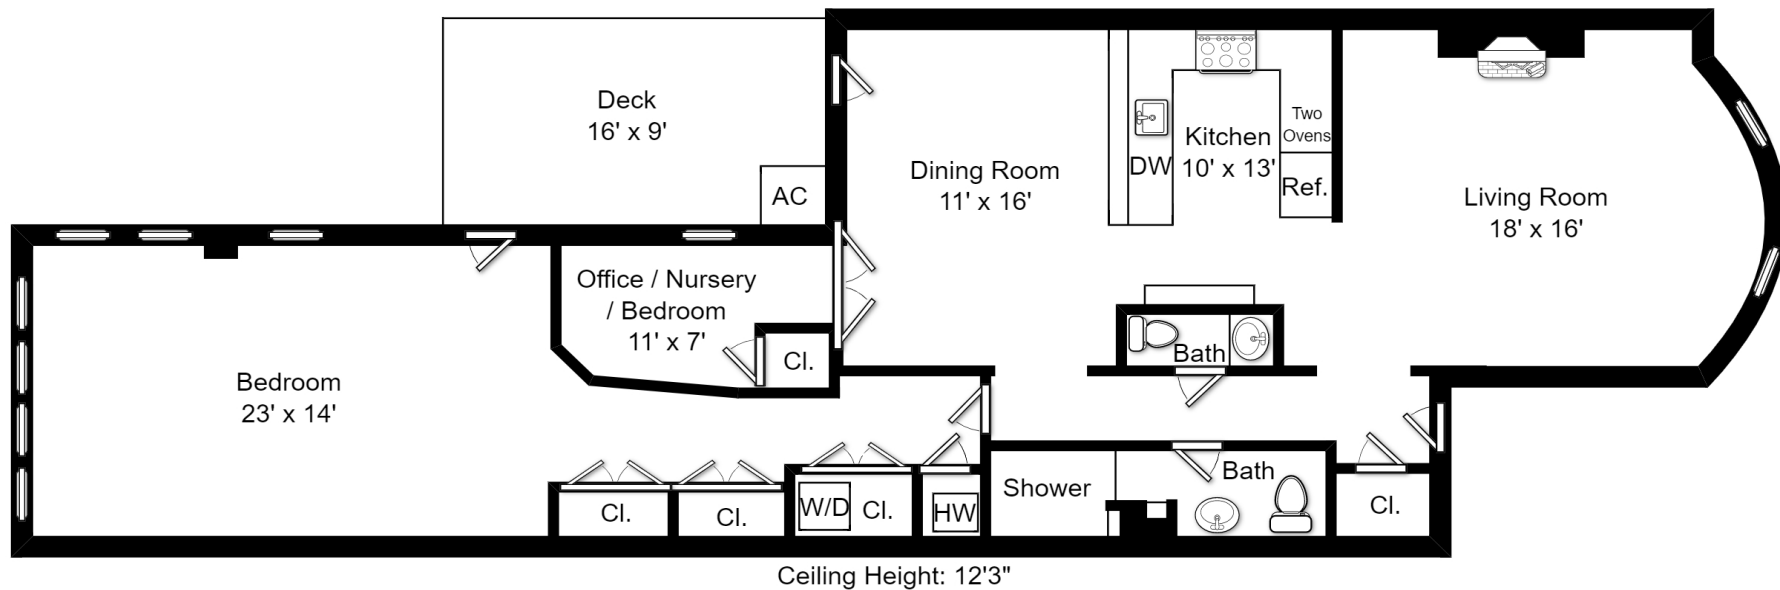 Deck
16' x 9'
AC
Dining Room
11' x 16'
DW
Kitchen
10' x 13'
Two
Ovens
Ref.
Living Room
18' x 16'
Office / Nursery
/ Bedroom
11' x 7'
Cl.
Bath
Bedroom
23' x 14'
Cl.
Cl.
W/D
Cl.
HW
Shower
Bath
Cl.
Ceiling Height: 12'3"